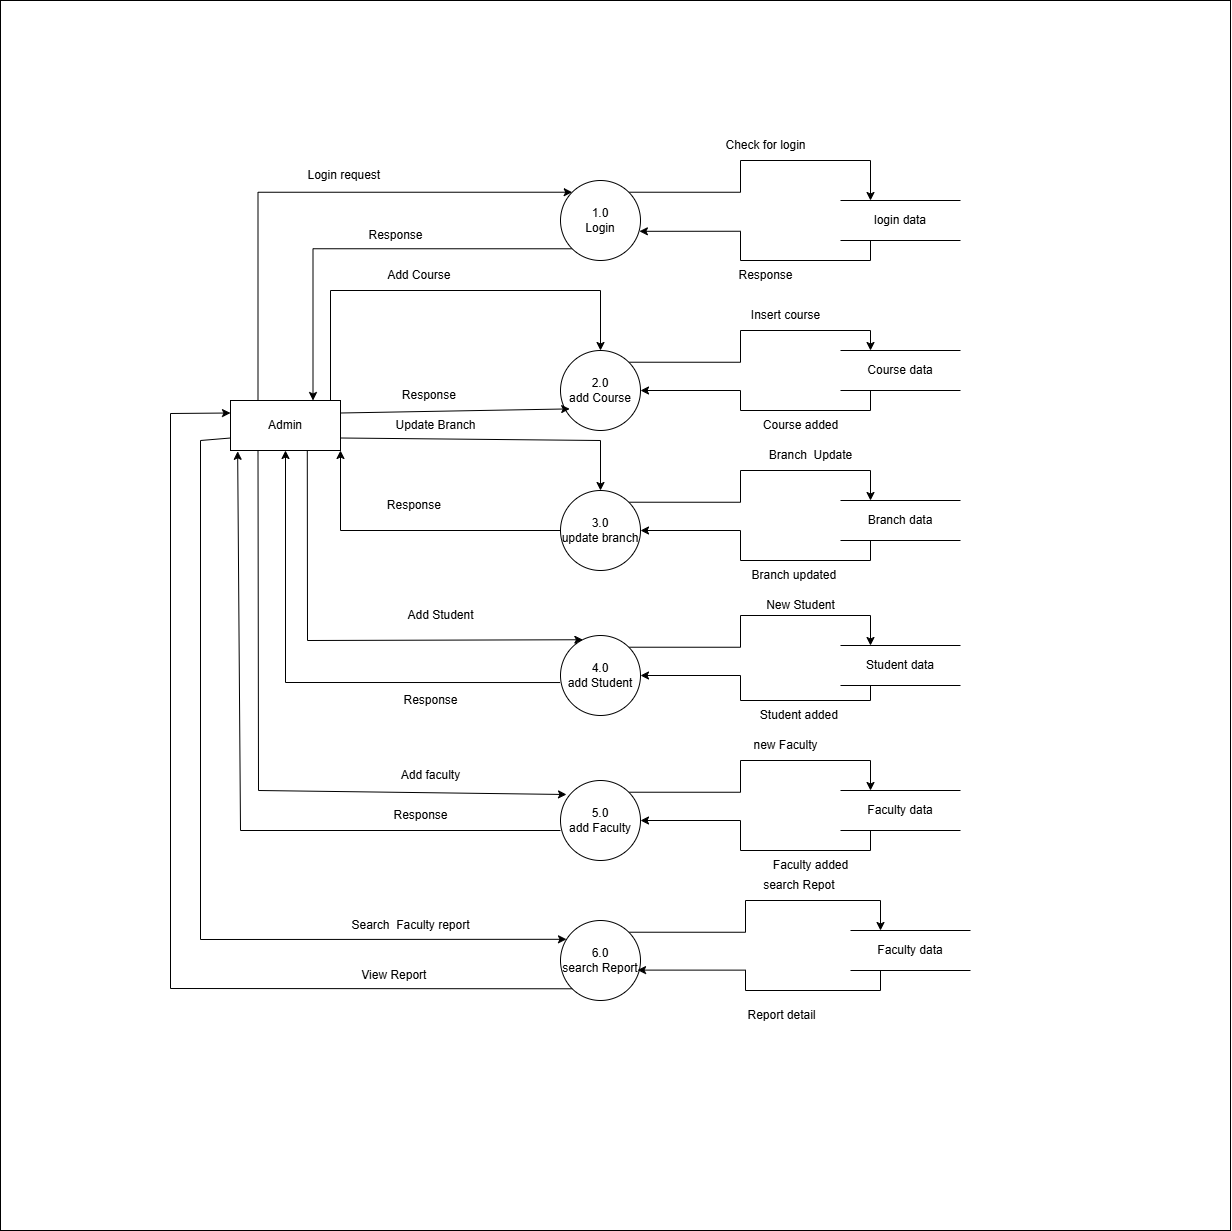 Check for login
Login request
1.0
Login
login data
Response
Response
Add Course
Insert course
2.0
add Course
Course data
Response
Course added
Admin
Update Branch
Branch  Update
Response
3.0
update branch
Branch data
Branch updated
New Student
Add Student
4.0
add Student
Student data
Response
Student added
new Faculty
Add faculty
5.0
add Faculty
Faculty data
Response
Faculty added
search Repot
Search  Faculty report
6.0
search Report
Faculty data
View Report
Report detail